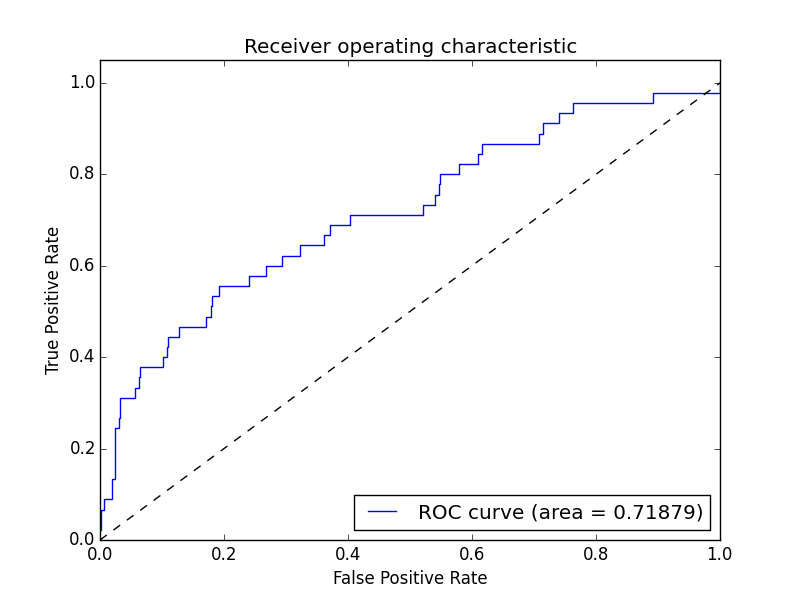 Receiver operating characteristic
True Positive Rate
1.0
0.8
0.6
0.4
0.2
0.0
ROC curve (area = 0.71879)
0.0 0.2 0.4 0.6 0.8 1.0
False Positive Rate